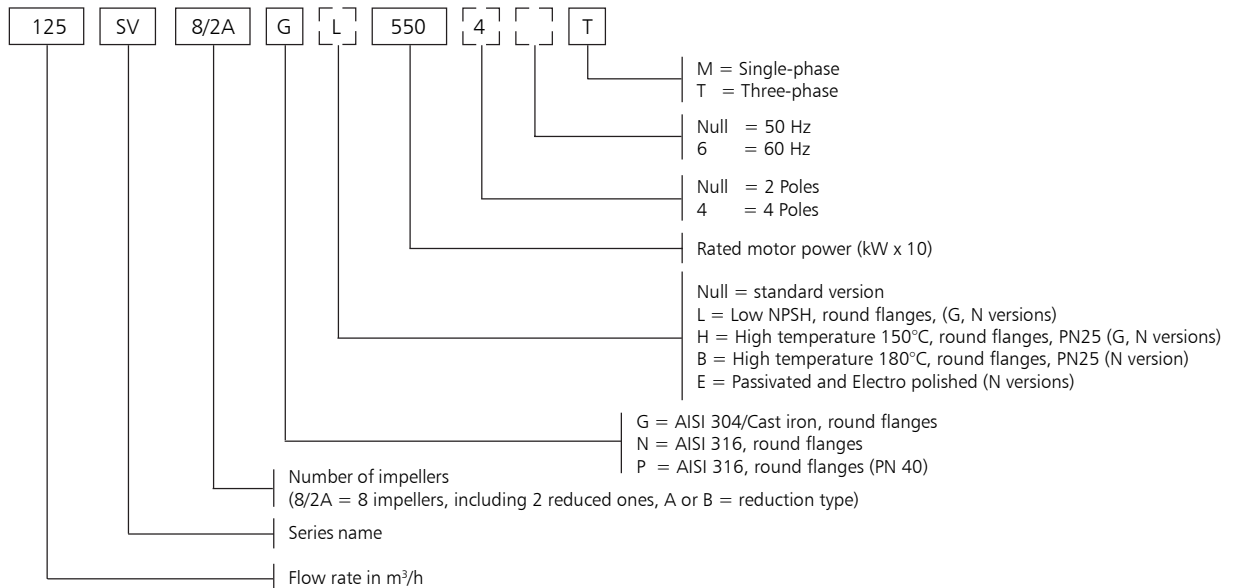 125 SV 8/2A G L 550 4 T
M = Single-phase
T = Three-phase
Null = 50 Hz
6 = 60 Hz
Null = 2 Poles
4 = 4 Poles
Rated motor power (kW x 10)
Null = standard version
L = Low NPSH, round flanges, (G, N versions)
H = High temperature 150°C, round flanges, PN25 (G, N versions)
B = High temperature 180°C, round flanges, PN25 (N version)
E = Passivated and Electro polished (N versions)
G = AISI 304/Cast iron, round flanges
N = AISI 316, round flanges
P = AISI 316, round flanges (PN 40)
Number of impellers
(8/2A = 8 impellers, including 2 reduced ones, A or B = reduction type)
Series name
Flow rate in m³/h